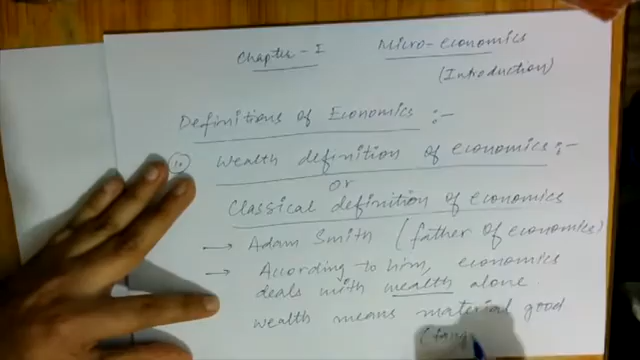 Chapter - I Micro-economics
(Introduction)
Definitions of Economics :-
1. Wealth definition of economics :-
or
Classical definition of economics
→ Adam Smith (father of economics)
→ According to him, economics
deals with wealth alone.
wealth means material good
(tang